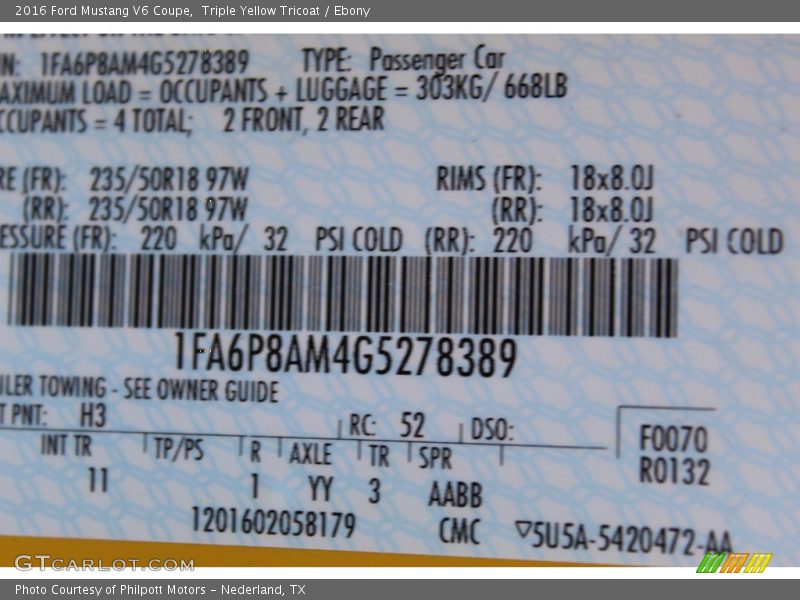 2016 Ford Mustang V6 Coupe, Triple Yellow Tricoat / Ebony
IN: 1FA6P8AM4G5278389 TYPE: Passenger Car
AXIMUM LOAD = OCCUPANTS + LUGGAGE = 303KG/ 668LB
CCUPANTS = 4 TOTAL; 2 FRONT, 2 REAR
RE (FR): 235/50R18 97W RIMS (FR): 18x8.0J
(RR): 235/50R18 97W (RR): 18x8.0J
ESSURE (FR): 220 kPa/ 32 PSI COLD (RR): 220 kPa/ 32 PSI COLD
1FA6P8AM4G5278389
ILER TOWING - SEE OWNER GUIDE
T PNT: H3 RC: 52 DSO: F0070
INT TR TP/PS R AXLE TR SPR R0132
11 1 YY 3 AABB
1201602058179 CMC ▽5U5A-5420472-AA
GTCARLOT.COM
Photo Courtesy of Philpott Motors – Nederland, TX